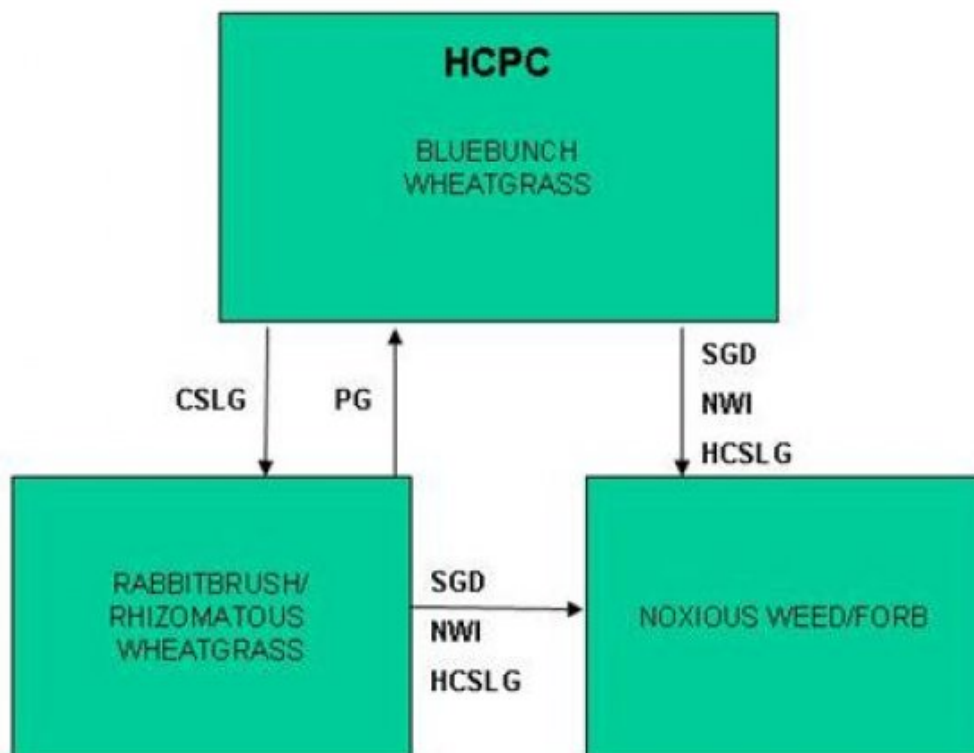 HCPC
BLUEBUNCH
WHEATGRASS
CSLG
PG
SGD
NWI
HCSLG
RABBITBRUSH/
RHIZOMATOUS
WHEATGRASS
SGD
NWI
HCSLG
NOXIOUS WEED/FORB